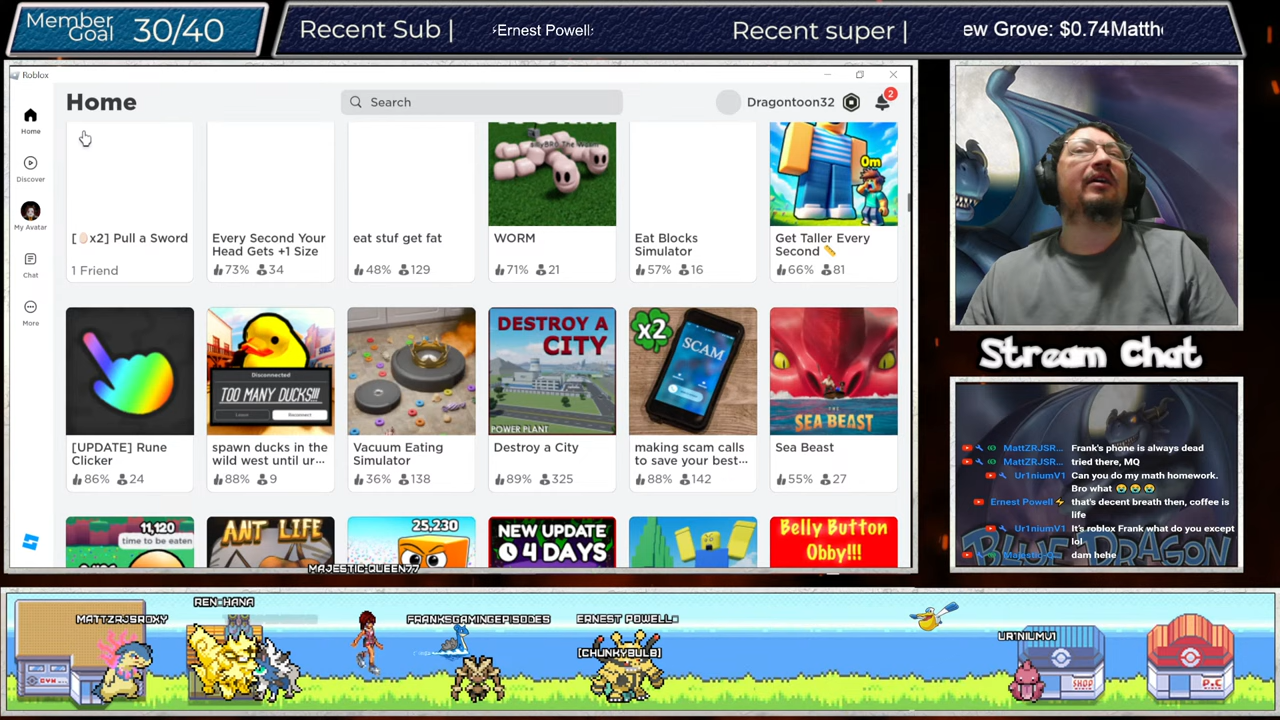 Member
Goal
30/40
Recent Sub |
Ernest Powell
Recent super |
ew Grove: $0.74Matth
Roblox
Home
Search
Dragontoon32
2
Home
Discover
My Avatar
Chat
More
0m
[🥚x2] Pull a Sword
1 Friend
Every Second Your
Head Gets +1 Size
73% 34
eat stuf get fat
48% 129
WORM
71% 21
Eat Blocks
Simulator
57% 16
Get Taller Every
Second 📏
66% 81
Disconnected
TOO MANY DUCKS!!!
Leave
Reconnect
DESTROY A
CITY
POWER PLANT
x2
SCAM
THE
SEA BEAST
[UPDATE] Rune
Clicker
86% 24
spawn ducks in the
wild west until ur...
88% 9
Vacuum Eating
Simulator
36% 138
Destroy a City
89% 325
making scam calls
to save your best...
88% 142
Sea Beast
55% 27
11,120
time to be eaten
ANT LIFE
25,230
NEW UPDATE
4 DAYS
Belly Button
Obby!!!
MAJESTIC-QUEEN77
Stream Chat
MattZRJSR... Frank's phone is always dead
MattZRJSR... tried there, MQ
Ur1niumV1 Can you do my math homework.
Bro what 😭 😭 😭
Ernest Powell ⚡ that's decent breath then, coffee is
life
Ur1niumV1 It's roblox Frank what do you except
lol
Majestic-Q... dam hehe
BLUE DRAGON
MATTZRJSROXY
REN-HANA
FRANKSGAMINGEPISODES
ERNEST POWELL
[CHUNKYBULB]
UR1NIUMV1
GYM
SHOP
P.C